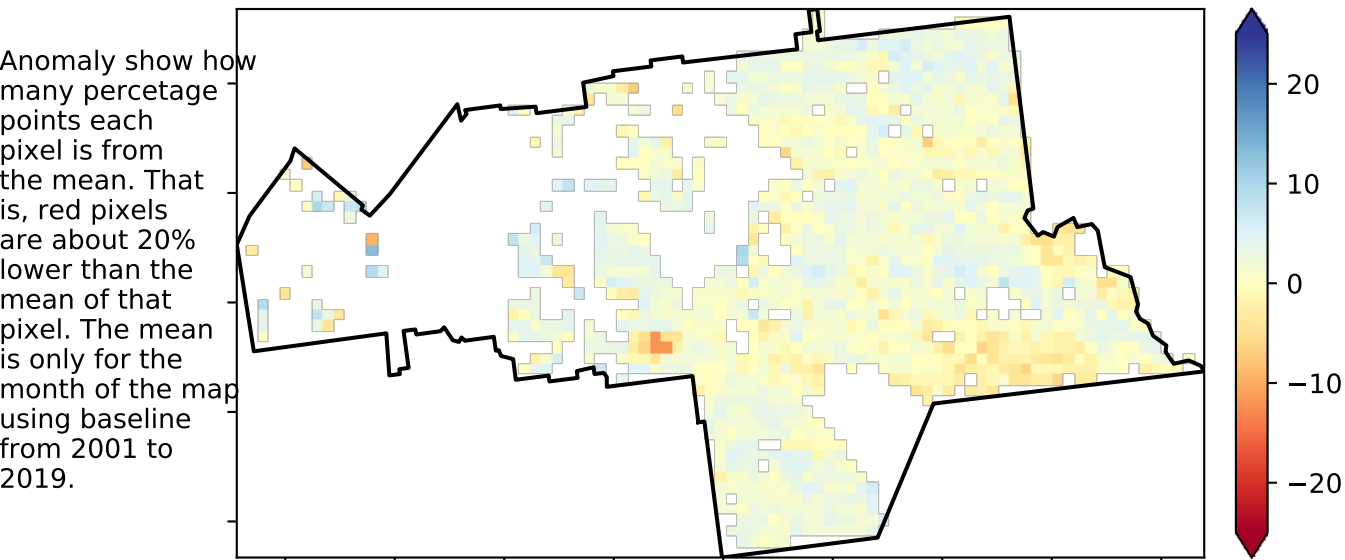 Anomaly show how
many percetage
points each
pixel is from
the mean. That
is, red pixels
are about 20%
lower than the
mean of that
pixel. The mean
is only for the
month of the map
using baseline
from 2001 to
2019.
20
10
0
−10
−20